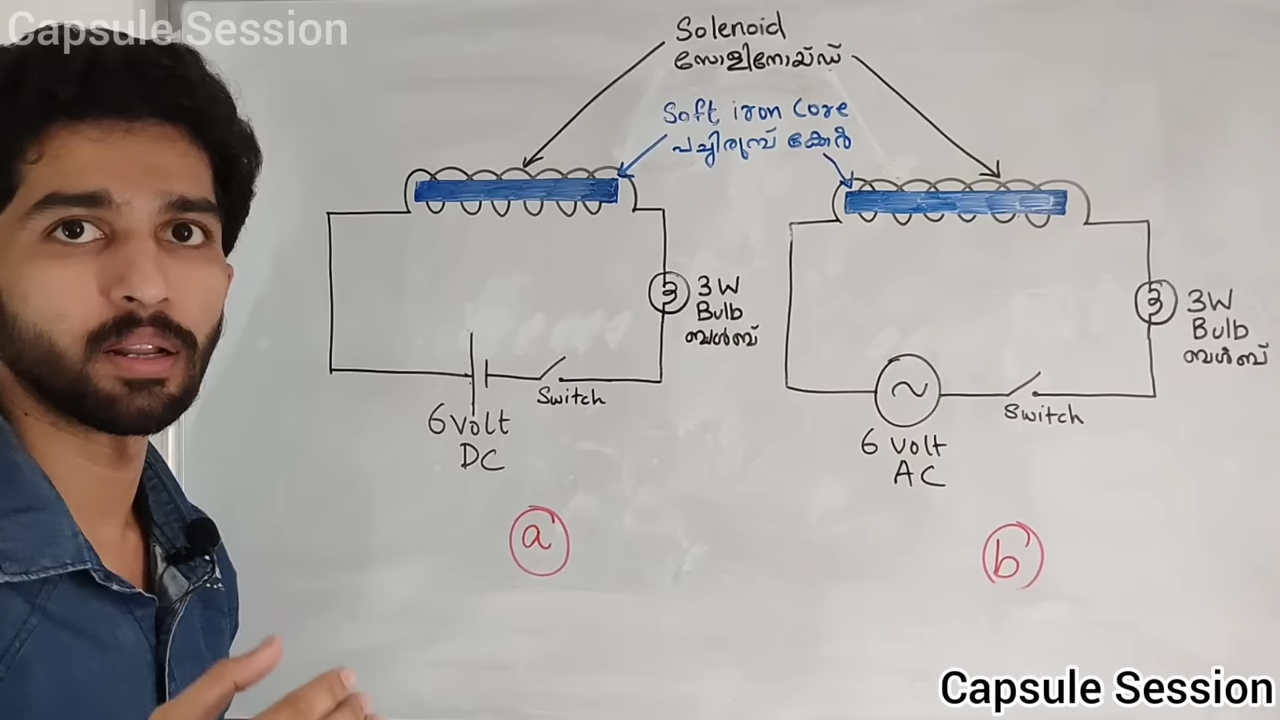 Capsule Session
Solenoid
സോളിനോയ്ഡ്
Soft iron Core
പച്ചിരുമ്പ് കോർ
3W
Bulb
ബൾബ്
6 Volt
DC
Switch
a
3W
Bulb
ബൾബ്
6 Volt
AC
Switch
b
Capsule Session